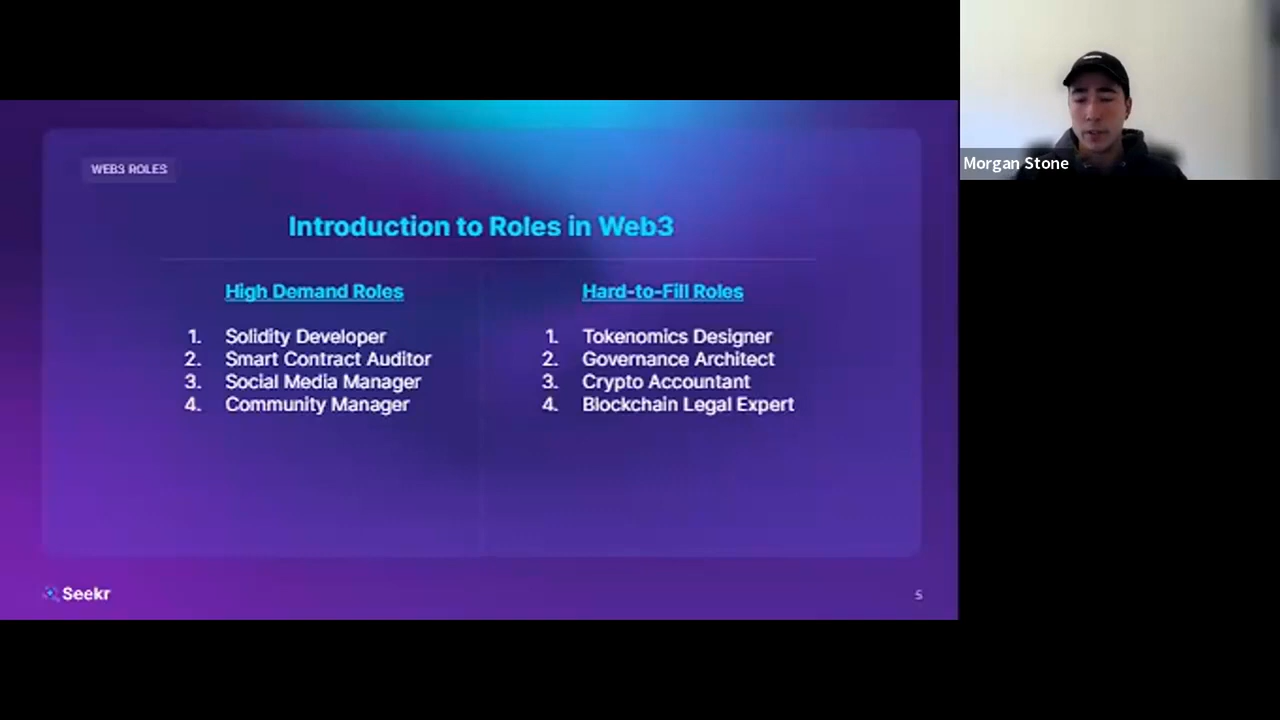 WEB3 ROLES
Introduction to Roles in Web3
High Demand Roles
1. Solidity Developer
2. Smart Contract Auditor
3. Social Media Manager
4. Community Manager
Hard-to-Fill Roles
1. Tokenomics Designer
2. Governance Architect
3. Crypto Accountant
4. Blockchain Legal Expert
Seekr
5
Morgan Stone